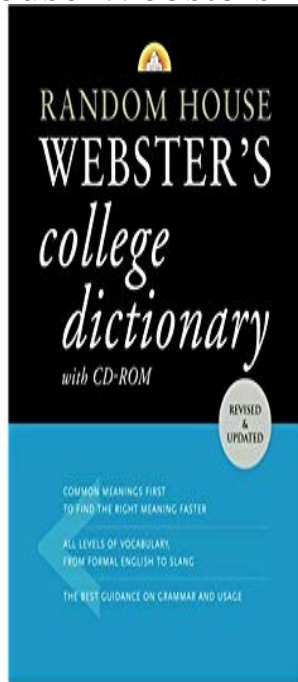 RANDOM HOUSE
WEBSTER'S
college
dictionary
with CD-ROM
REVISED
&
UPDATED
COMMON MEANINGS FIRST
TO FIND THE RIGHT MEANING FASTER
ALL LEVELS OF VOCABULARY,
FROM FORMAL ENGLISH TO SLANG
THE BEST GUIDANCE ON GRAMMAR AND USAGE